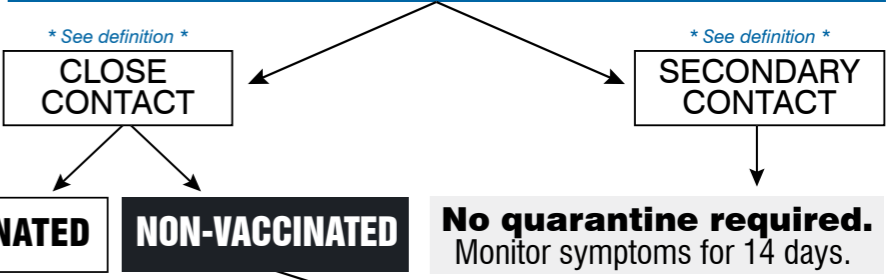 * See definition *
CLOSE
CONTACT
* See definition *
SECONDARY
CONTACT
NATED
NON-VACCINATED
No quarantine required.
Monitor symptoms for 14 days.